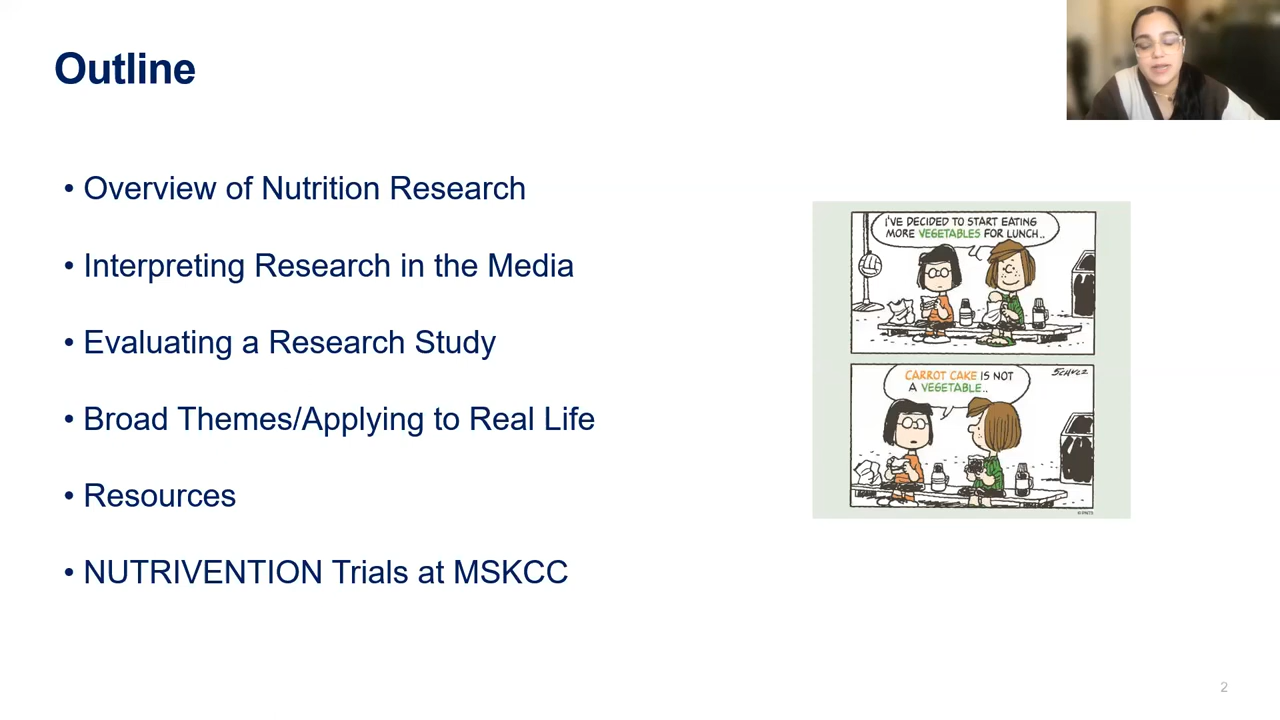 Outline
• Overview of Nutrition Research
• Interpreting Research in the Media
• Evaluating a Research Study
• Broad Themes/Applying to Real Life
• Resources
• NUTRIVENTION Trials at MSKCC
I'VE DECIDED TO START EATING
MORE VEGETABLES FOR LUNCH..
CARROT CAKE IS NOT
A VEGETABLE..
SCHULZ
2